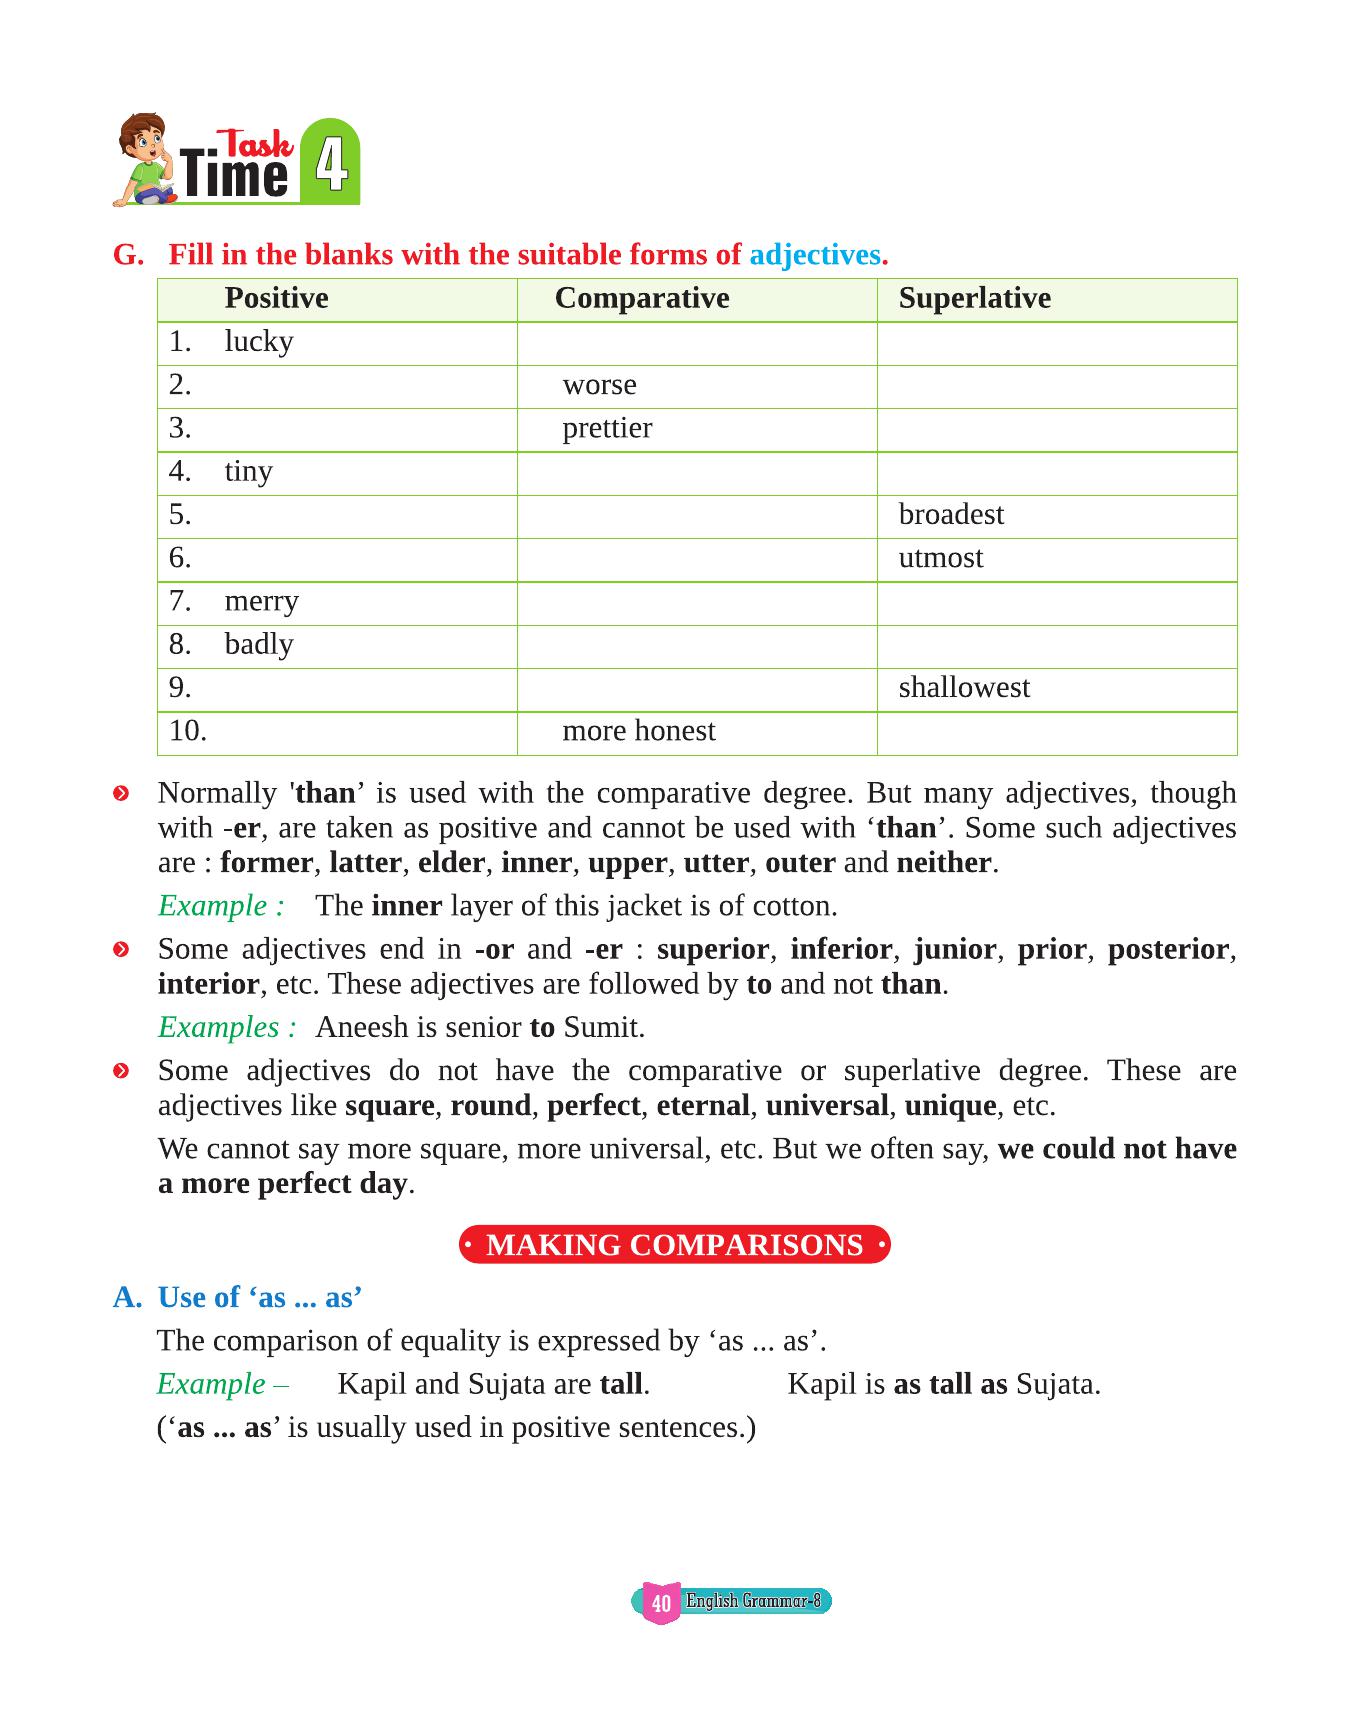 Task
Time 4
G. Fill in the blanks with the suitable forms of adjectives.
Positive Comparative Superlative
1. lucky
2. worse
3. prettier
4. tiny
5. broadest
6. utmost
7. merry
8. badly
9. shallowest
10. more honest
Normally 'than’ is used with the comparative degree. But many adjectives, though
with -er, are taken as positive and cannot be used with ‘than’. Some such adjectives
are : former, latter, elder, inner, upper, utter, outer and neither.
Example : The inner layer of this jacket is of cotton.
Some adjectives end in -or and -er : superior, inferior, junior, prior, posterior,
interior, etc. These adjectives are followed by to and not than.
Examples : Aneesh is senior to Sumit.
Some adjectives do not have the comparative or superlative degree. These are
adjectives like square, round, perfect, eternal, universal, unique, etc.
We cannot say more square, more universal, etc. But we often say, we could not have
a more perfect day.
• MAKING COMPARISONS •
A. Use of ‘as ... as’
The comparison of equality is expressed by ‘as ... as’.
Example – Kapil and Sujata are tall. Kapil is as tall as Sujata.
(‘as ... as’ is usually used in positive sentences.)
40 English Grammar-8